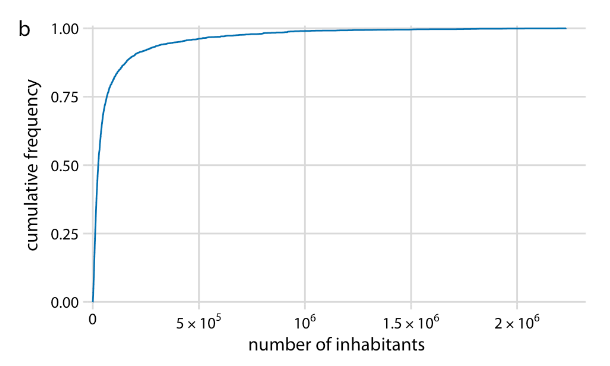 b
1.00
0.75
0.50
0.25
0.00
cumulative frequency
0 5 × 10⁵ 10⁶ 1.5 × 10⁶ 2 × 10⁶
number of inhabitants